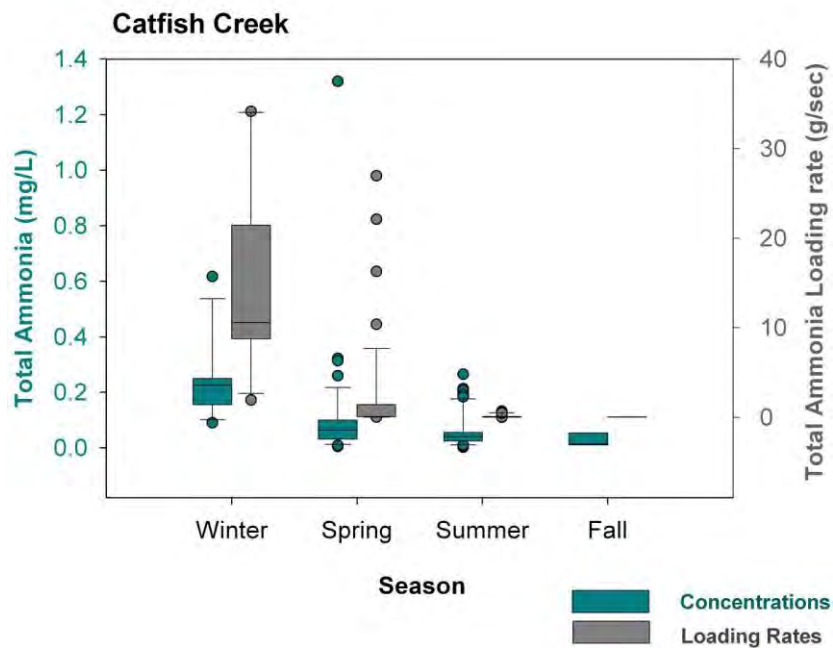 Catfish Creek
Total Ammonia (mg/L)
1.4
1.2
1.0
0.8
0.6
0.4
0.2
0.0
40
30
20
10
0
-9
Total Ammonia Loading rate (g/sec)
Winter Spring Summer Fall
Season
Concentrations
Loading Rates